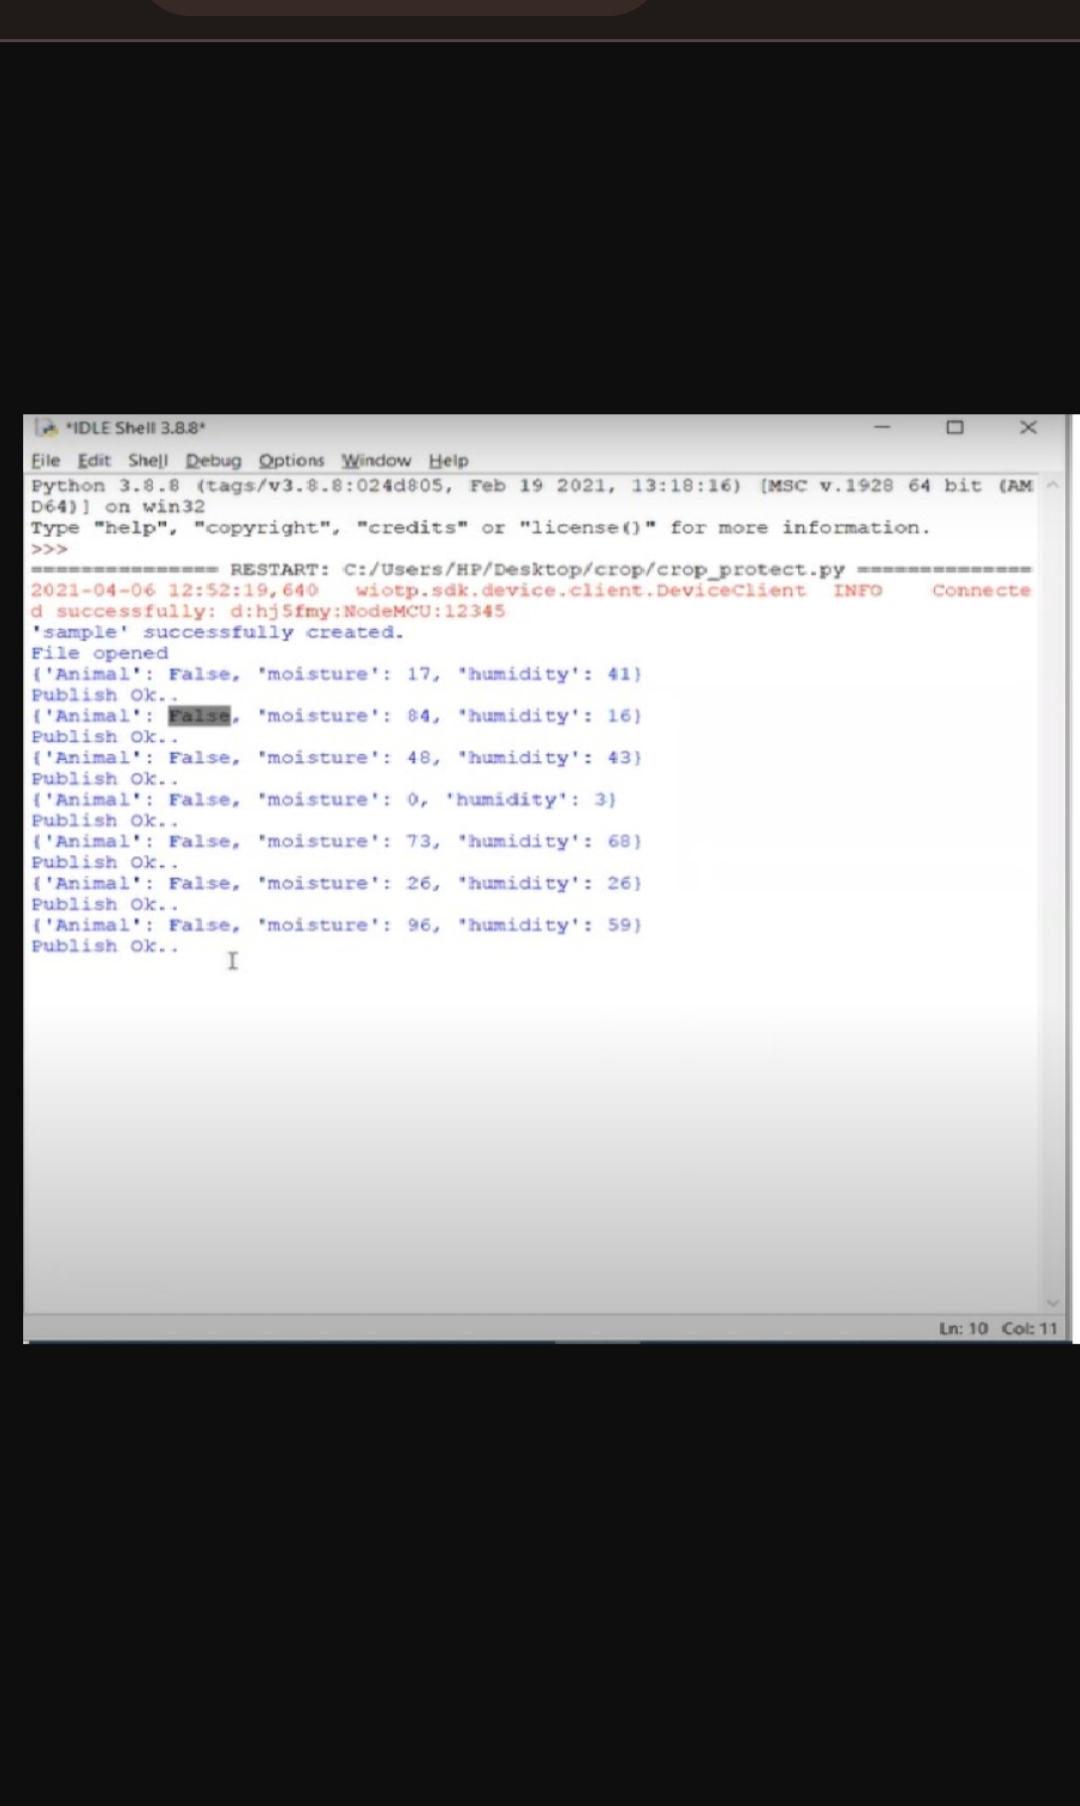 *IDLE Shell 3.8.8*
File Edit Shell Debug Options Window Help
Python 3.8.8 (tags/v3.8.8:024d805, Feb 19 2021, 13:18:16) [MSC v.1928 64 bit (AM
D64)] on win32
Type "help", "copyright", "credits" or "license()" for more information.
>>>
=============== RESTART: C:/Users/HP/Desktop/crop/crop_protect.py ==============
2021-04-06 12:52:19,640   wiotp.sdk.device.client.DeviceClient  INFO    Connecte
d successfully: d:hj5fmy:NodeMCU:12345
'sample' successfully created.
File opened
{'Animal': False, 'moisture': 17, 'humidity': 41}
Publish Ok..
{'Animal': False, 'moisture': 84, 'humidity': 16}
Publish Ok..
{'Animal': False, 'moisture': 48, 'humidity': 43}
Publish Ok..
{'Animal': False, 'moisture': 0, 'humidity': 3}
Publish Ok..
{'Animal': False, 'moisture': 73, 'humidity': 68}
Publish Ok..
{'Animal': False, 'moisture': 26, 'humidity': 26}
Publish Ok..
{'Animal': False, 'moisture': 96, 'humidity': 59}
Publish Ok..
Ln: 10 Col: 11